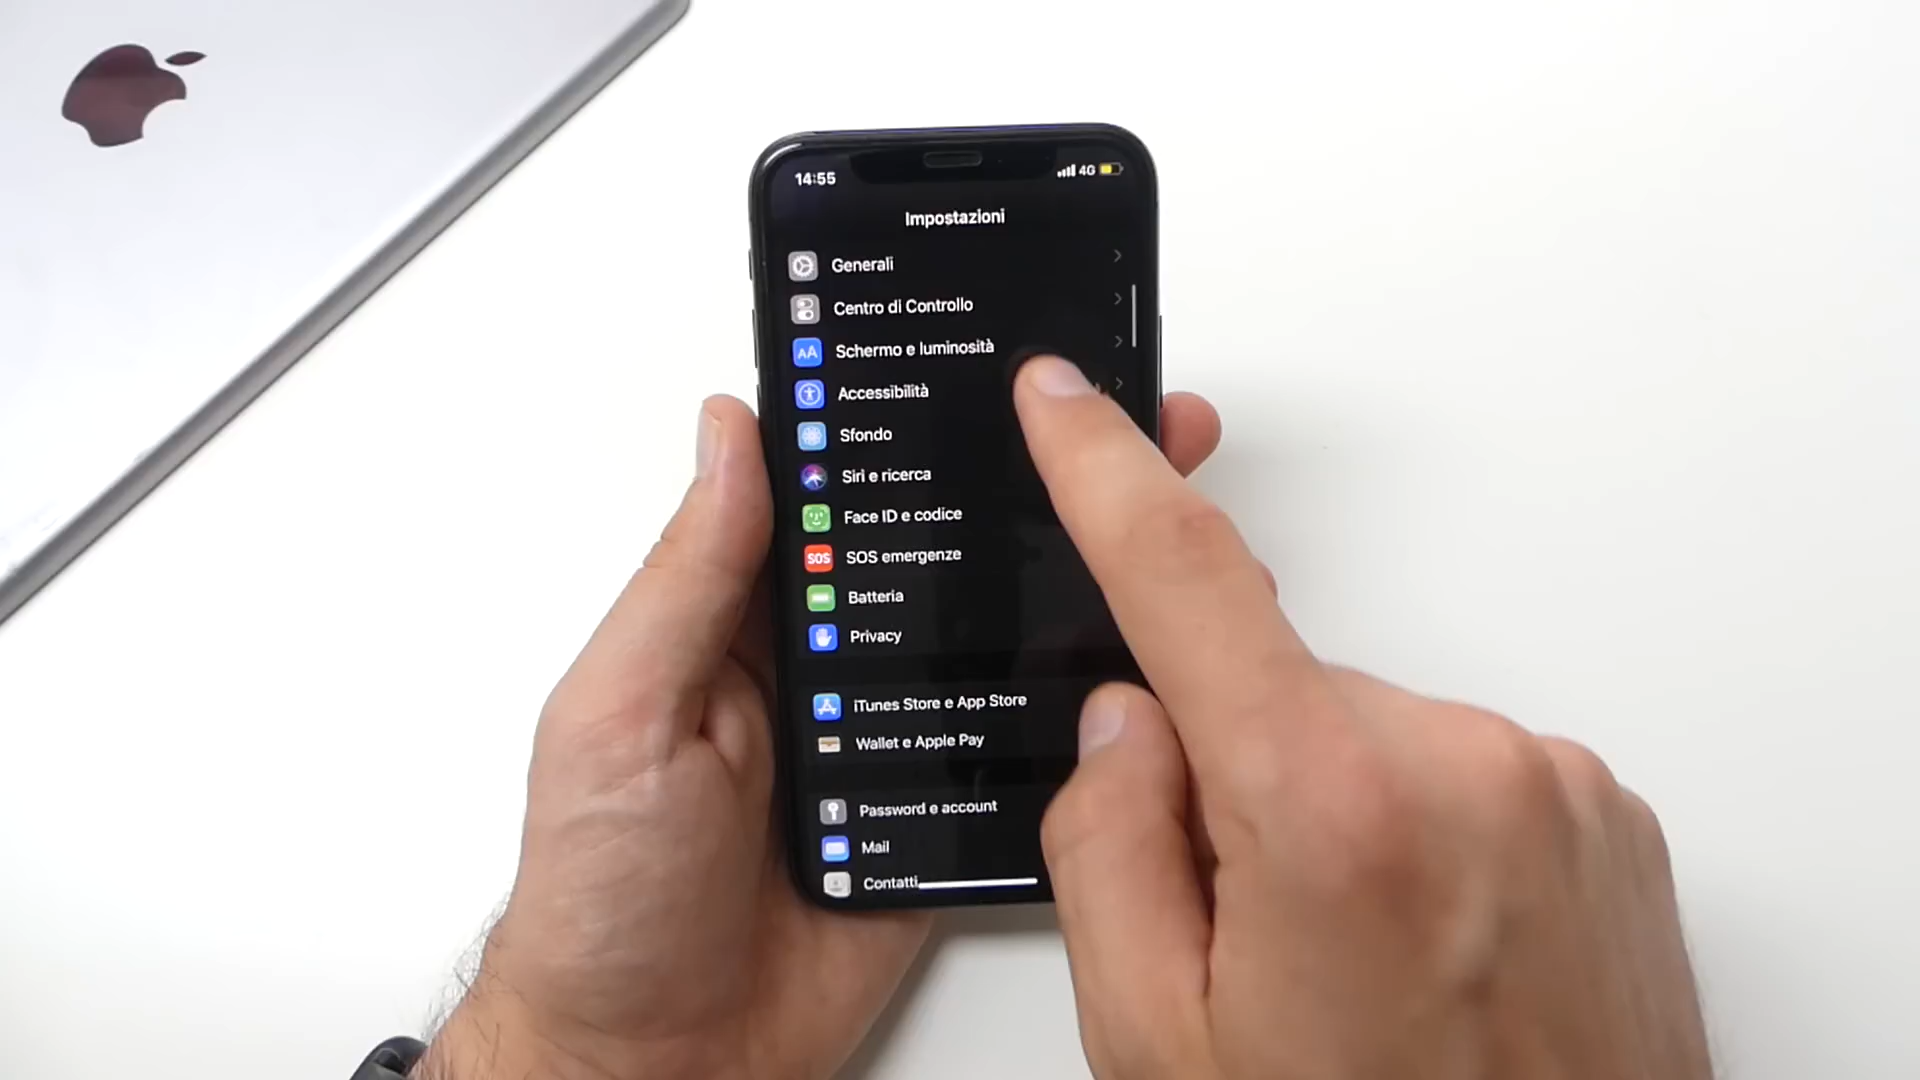 14:55
4G
Impostazioni
Generali
Centro di Controllo
AA
Schermo e luminosità
Accessibilità
Sfondo
Siri e ricerca
Face ID e codice
SOS
SOS emergenze
Batteria
Privacy
iTunes Store e App Store
Wallet e Apple Pay
Password e account
Mail
Contatti